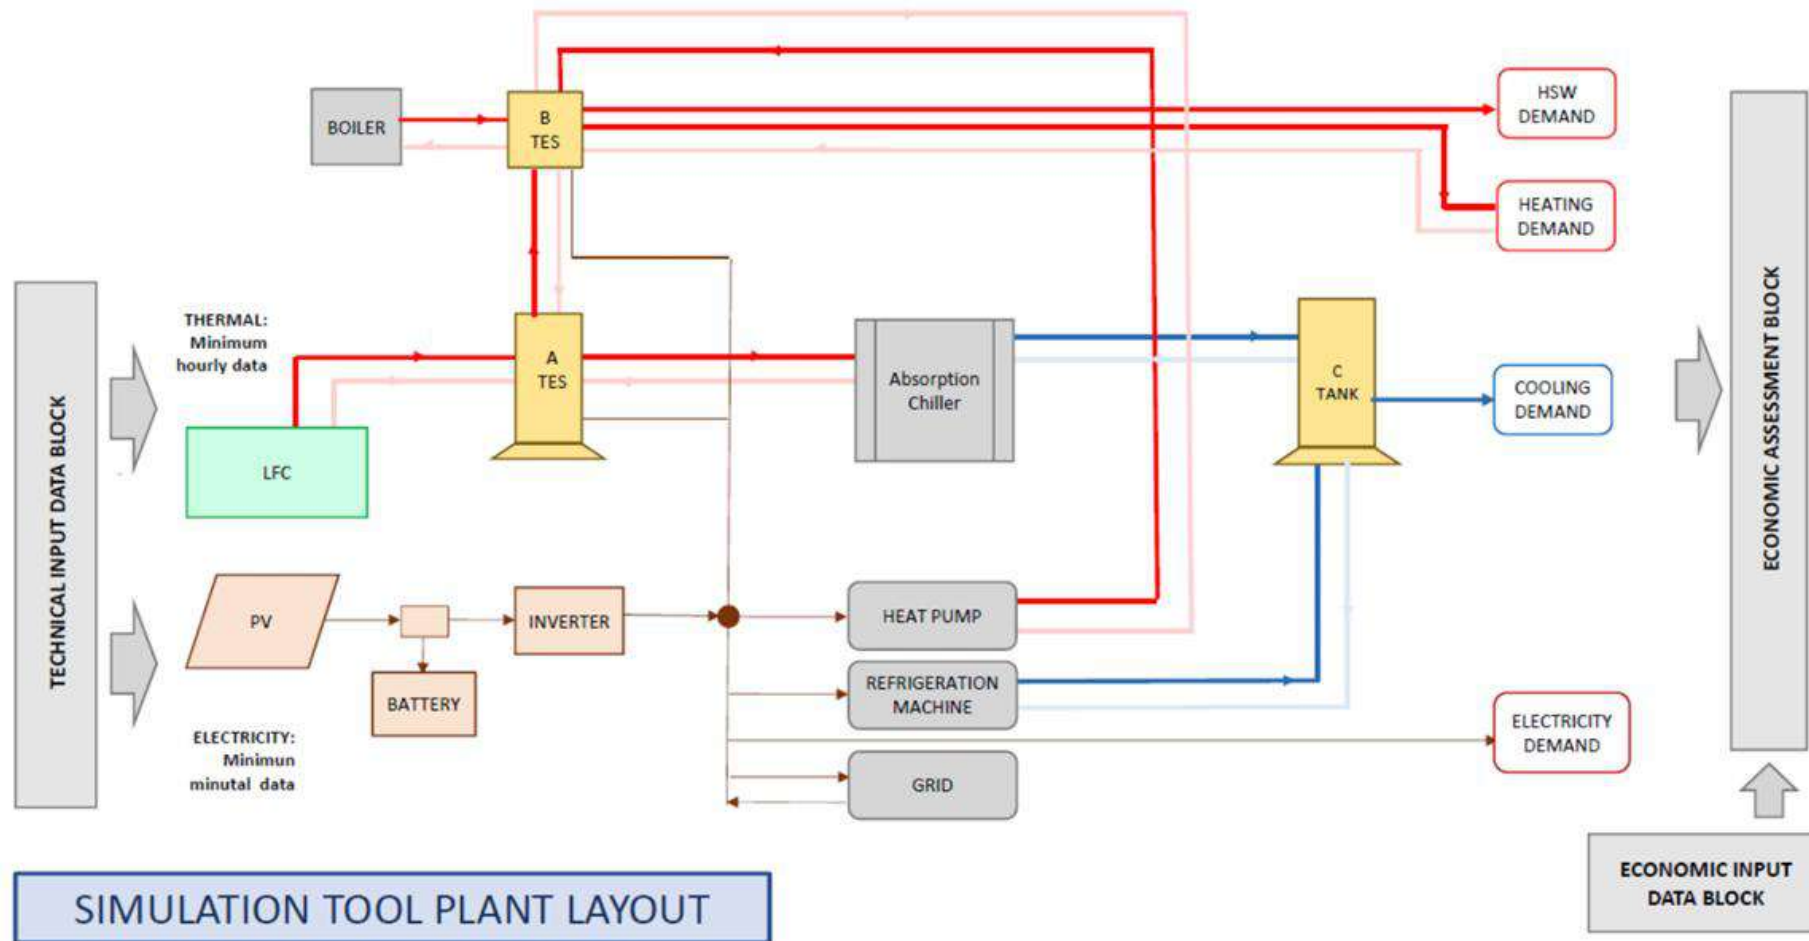 BOILER
B
TES
HSW
DEMAND
HEATING
DEMAND
TECHNICAL INPUT DATA BLOCK
THERMAL:
Minimum
hourly data
LFC
A
TES
Absorption
Chiller
C
TANK
COOLING
DEMAND
ECONOMIC ASSESSMENT BLOCK
PV
BATTERY
INVERTER
HEAT PUMP
REFRIGERATION
MACHINE
GRID
ELECTRICITY
DEMAND
ELECTRICITY:
Minimun
minutal data
ECONOMIC INPUT
DATA BLOCK
SIMULATION TOOL PLANT LAYOUT